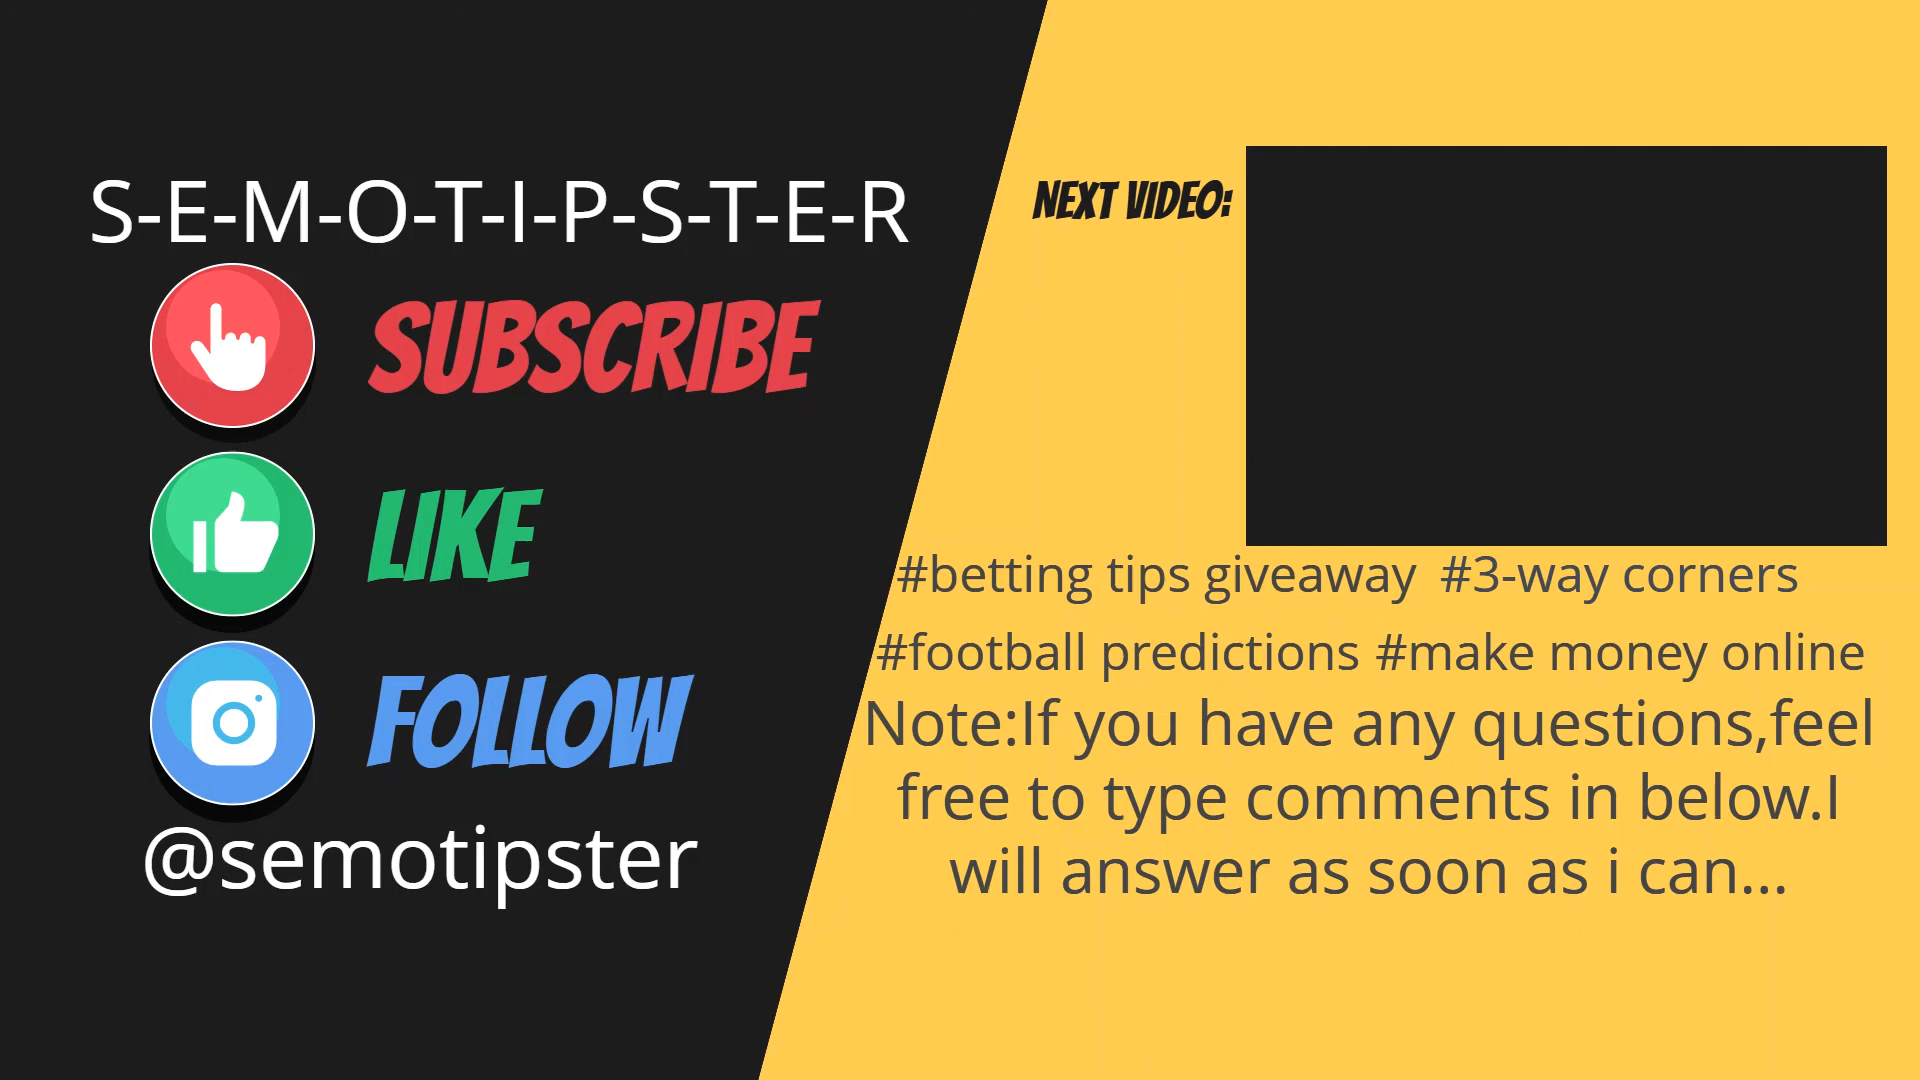 S-E-M-O-T-I-P-S-T-E-R
SUBSCRIBE
LIKE
FOLLOW
@semotipster
NEXT VIDEO:
#betting tips giveaway #3-way corners
#football predictions #make money online
Note:If you have any questions,feel
free to type comments in below.I
will answer as soon as i can...